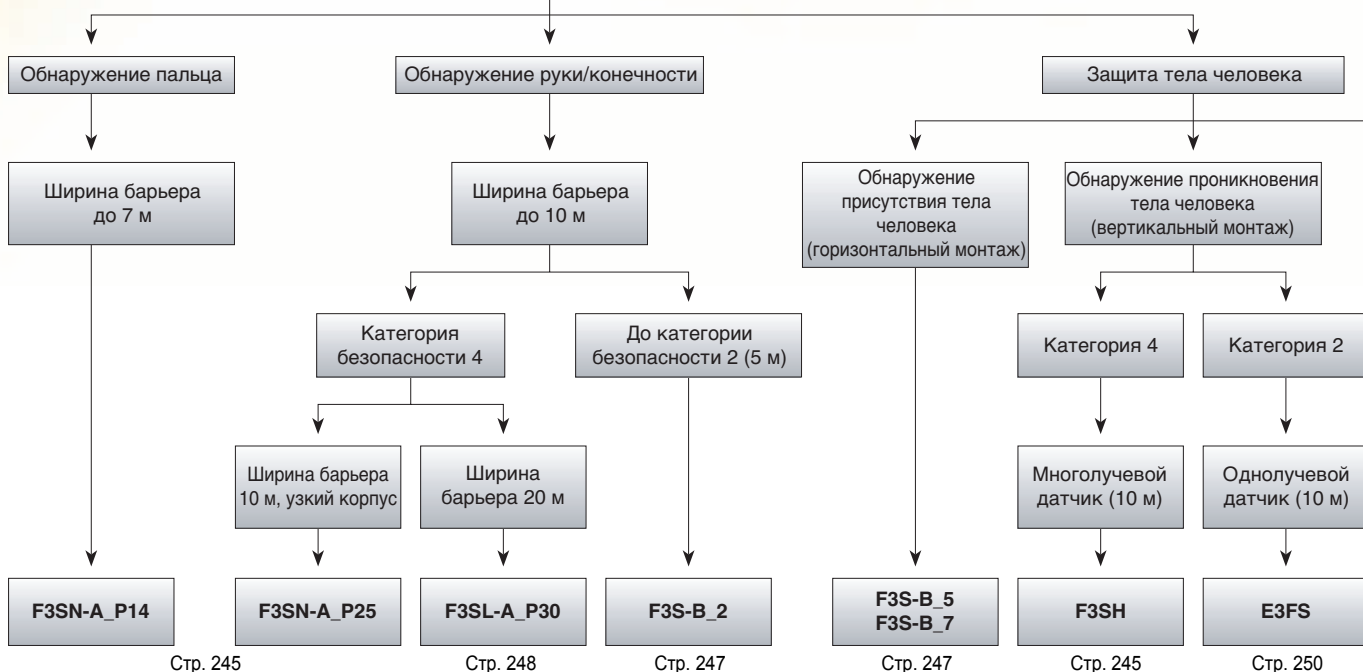 Обнаружение пальца
Обнаружение руки/конечности
Защита тела человека
Ширина барьера
до 7 м
Ширина барьера
до 10 м
Обнаружение
присутствия тела
человека
(горизонтальный монтаж)
Обнаружение проникновения
тела человека
(вертикальный монтаж)
Категория
безопасности 4
До категории
безопасности 2 (5 м)
Категория 4
Категория 2
Ширина барьера
10 м, узкий корпус
Ширина
барьера 20 м
Многолучевой
датчик (10 м)
Однолучевой
датчик (10 м)
F3SN-A_P14
F3SN-A_P25
F3SL-A_P30
F3S-B_2
F3S-B_5
F3S-B_7
F3SH
E3FS
Стр. 245
Стр. 248
Стр. 247
Стр. 247
Стр. 245
Стр. 250